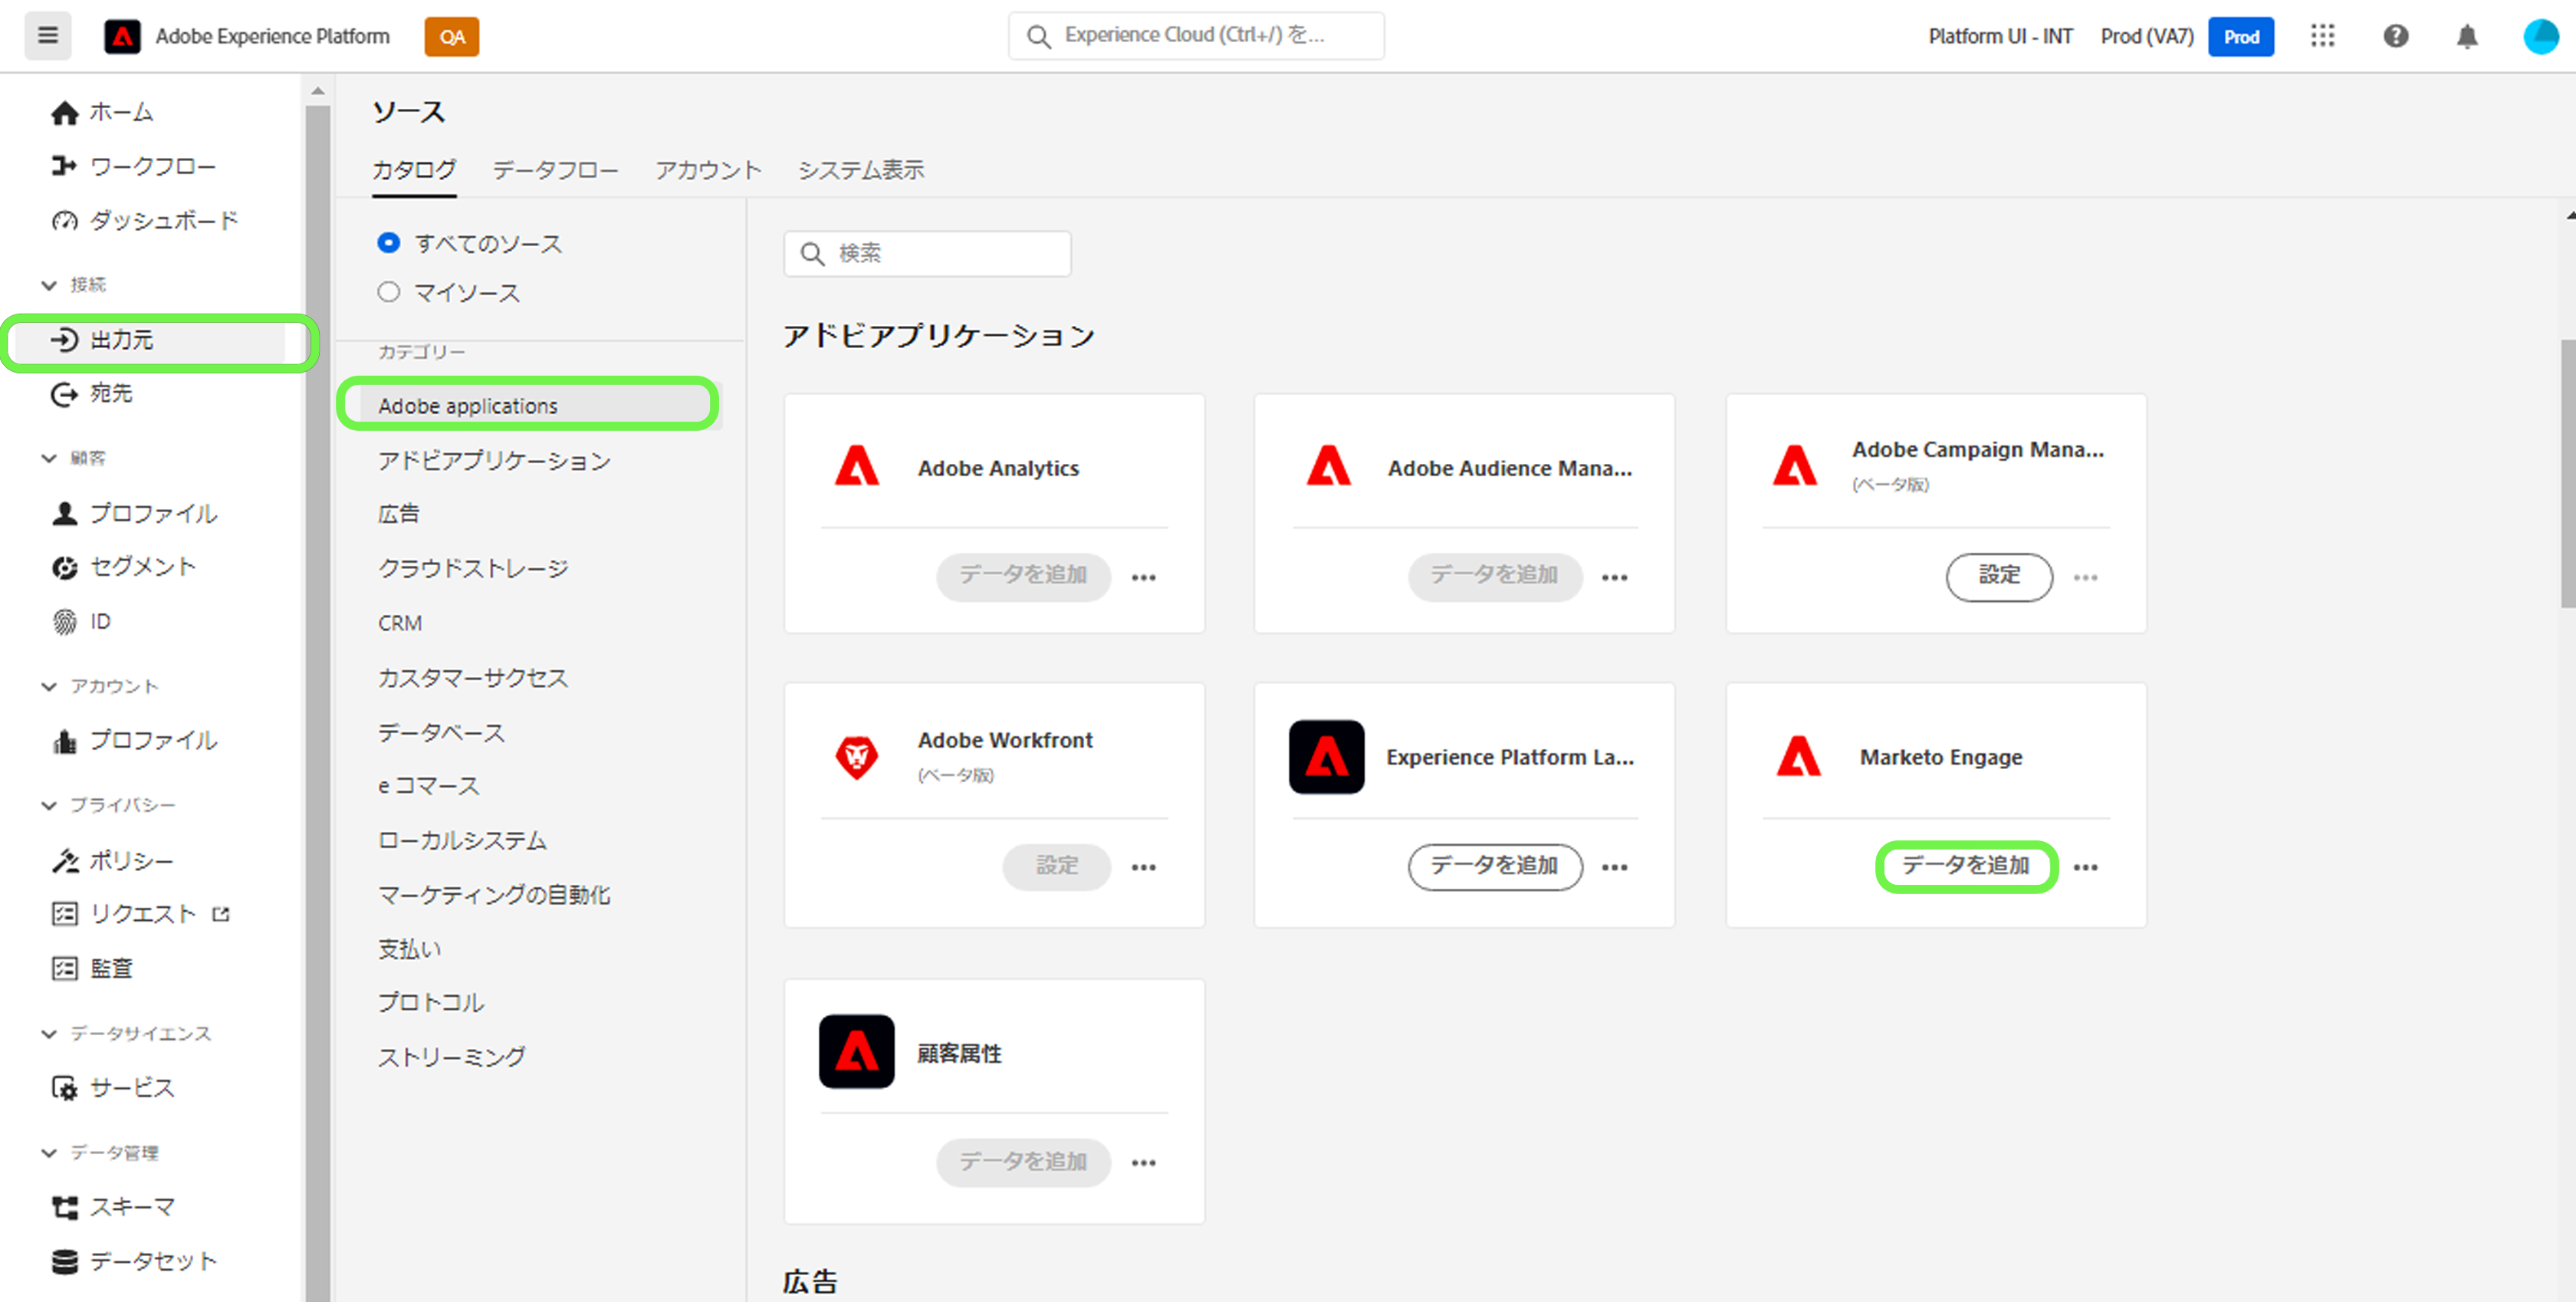 Adobe Experience Platform
QA
Experience Cloud (Ctrl+/) を...
Platform UI - INT
Prod (VA7)
Prod
ホーム
ワークフロー
ダッシュボード
接続
出力元
宛先
顧客
プロファイル
セグメント
ID
アカウント
プロファイル
プライバシー
ポリシー
リクエスト
監査
データサイエンス
サービス
データ管理
スキーマ
データセット
ソース
カタログ
データフロー
アカウント
システム表示
すべてのソース
マイソース
カテゴリー
Adobe applications
アドビアプリケーション
広告
クラウドストレージ
CRM
カスタマーサクセス
データベース
e コマース
ローカルシステム
マーケティングの自動化
支払い
プロトコル
ストリーミング
検索
アドビアプリケーション
Adobe Analytics
データを追加
Adobe Audience Mana...
データを追加
Adobe Campaign Mana...
(ベータ版)
設定
Adobe Workfront
(ベータ版)
設定
Experience Platform La...
データを追加
Marketo Engage
データを追加
顧客属性
データを追加
広告